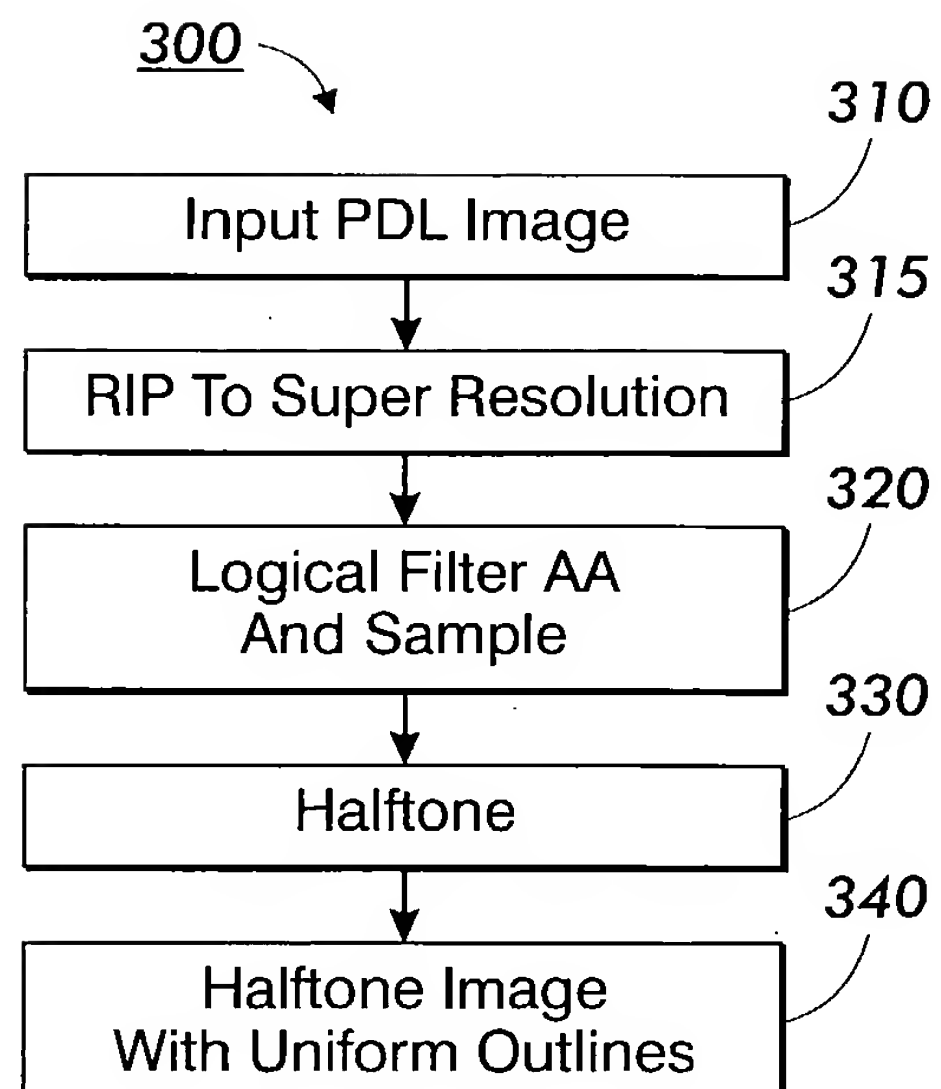 300
310
Input PDL Image
315
RIP To Super Resolution
320
Logical Filter AA
And Sample
330
Halftone
340
Halftone Image
With Uniform Outlines